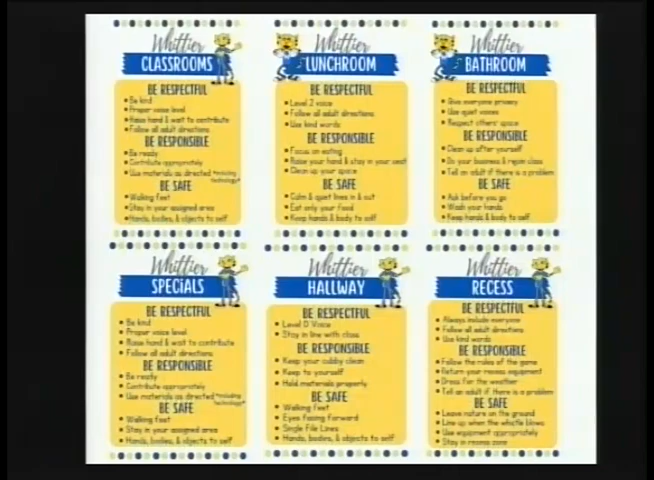 Whittier
CLASSROOMS
BE RESPECTFUL
• Be kind
• Proper voice level
• Raise hand & wait to contribute
• Follow all adult directions
BE RESPONSIBLE
• Be ready
• Contribute appropriately
• Use materials as directed *including technology*
BE SAFE
• Walking feet
• Stay in your assigned area
• Hands, bodies, & objects to self
Whittier
LUNCHROOM
BE RESPECTFUL
• Level 2 voice
• Follow all adult directions
• Use kind words
BE RESPONSIBLE
• Focus on eating
• Raise your hand & stay in your seat
• Clean up your space
BE SAFE
• Calm & quiet lines in & out
• Eat only your food
• Keep hands & body to self
Whittier
BATHROOM
BE RESPECTFUL
• Give everyone privacy
• Use quiet voices
• Respect others' space
BE RESPONSIBLE
• Clean up after yourself
• Do your business & rejoin class
• Tell an adult if there is a problem
BE SAFE
• Ask before you go
• Wash your hands
• Keep hands & body to self
Whittier
SPECIALS
BE RESPECTFUL
• Be kind
• Proper voice level
• Raise hand & wait to contribute
• Follow all adult directions
BE RESPONSIBLE
• Be ready
• Contribute appropriately
• Use materials as directed *including technology*
BE SAFE
• Walking feet
• Stay in your assigned area
• Hands, bodies, & objects to self
Whittier
HALLWAY
BE RESPECTFUL
• Level 0 Voice
• Stay in line with class
BE RESPONSIBLE
• Keep your cubby clean
• Keep to yourself
• Hold materials properly
BE SAFE
• Walking feet
• Eyes facing forward
• Single File Lines
• Hands, bodies, & objects to self
Whittier
RECESS
BE RESPECTFUL
• Always include everyone
• Follow all adult directions
• Use kind words
BE RESPONSIBLE
• Follow the rules of the game
• Return your recess equipment
• Dress for the weather
• Tell an adult if there is a problem
BE SAFE
• Leave nature on the ground
• Line up when the whistle blows
• Use equipment appropriately
• Stay in recess zone